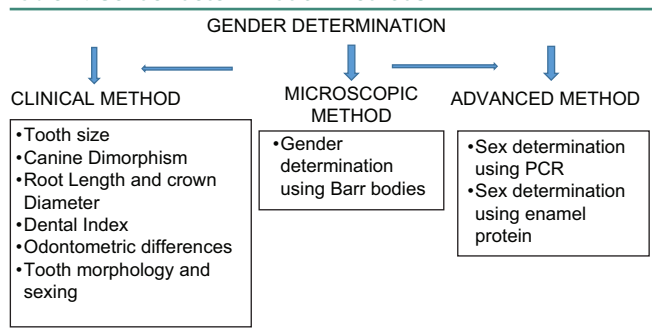 GENDER DETERMINATION
CLINICAL METHOD
•Tooth size
•Canine Dimorphism
•Root Length and crown
Diameter
•Dental Index
•Odontometric differences
•Tooth morphology and
sexing
MICROSCOPIC
METHOD
•Gender
determination
using Barr bodies
ADVANCED METHOD
•Sex determination
using PCR
•Sex determination
using enamel
protein